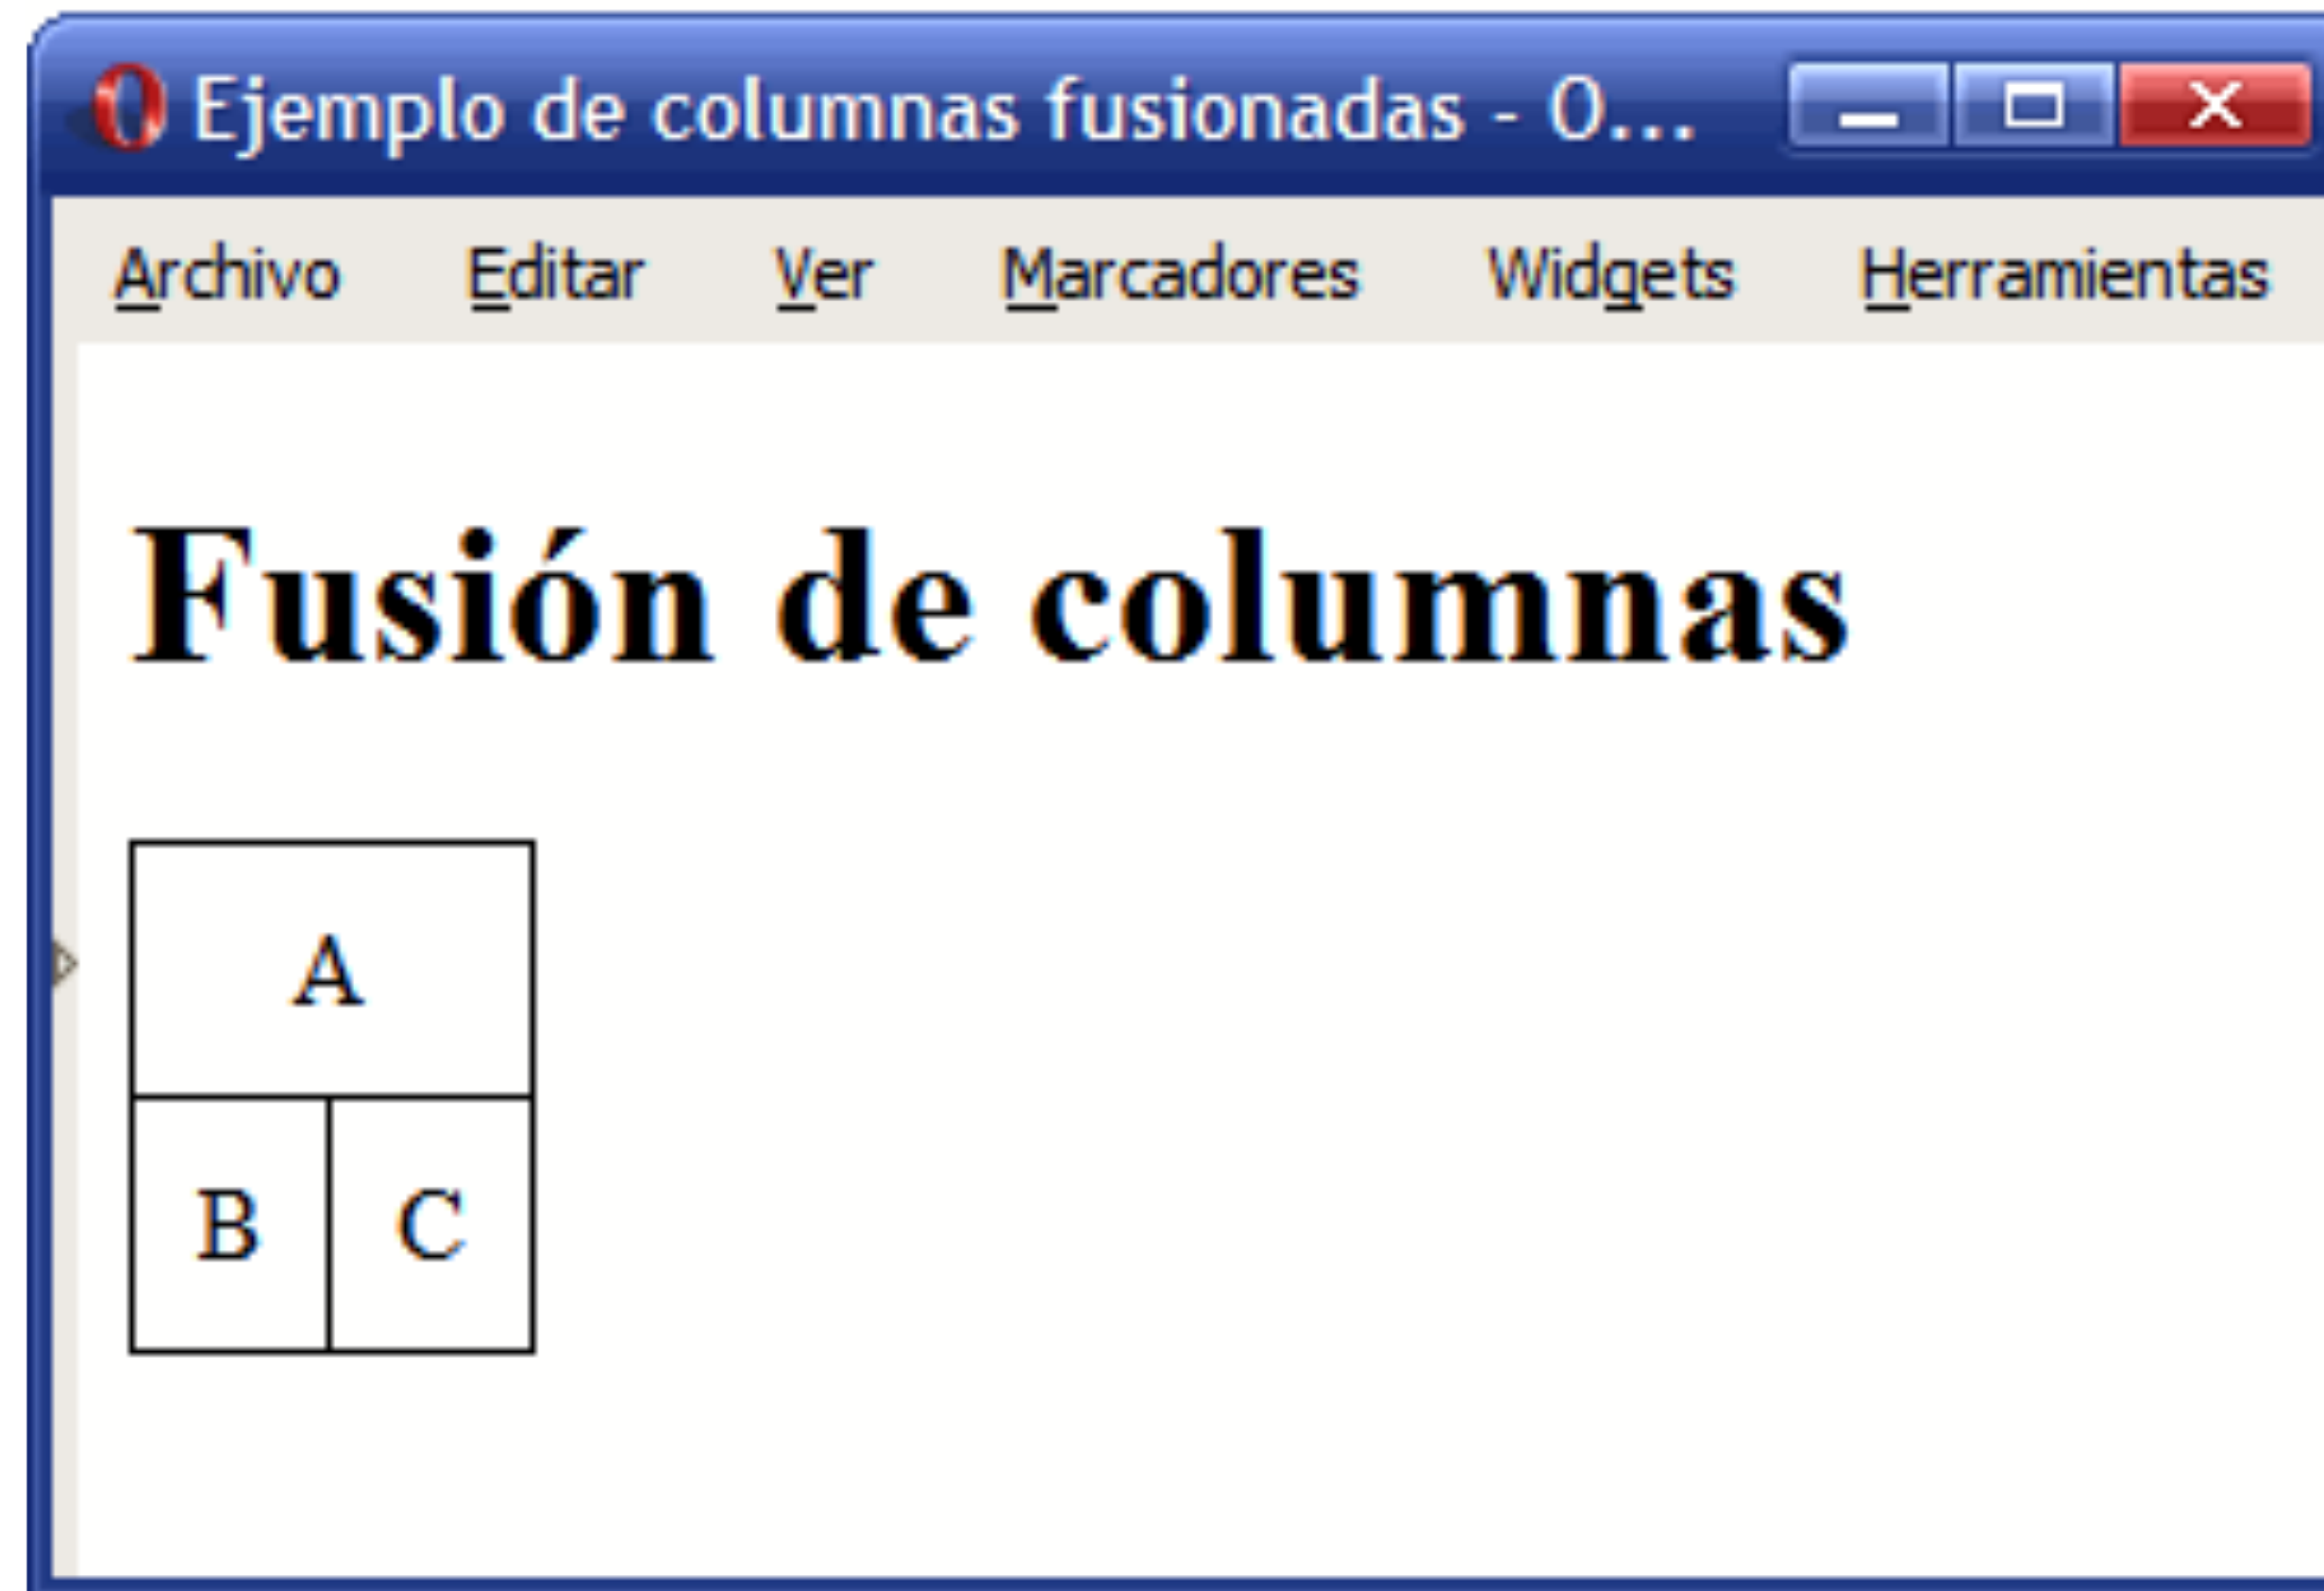 Ejemplo de columnas fusionadas - O...
Archivo Editar Ver Marcadores Widgets Herramientas
Fusión de columnas
A
B C